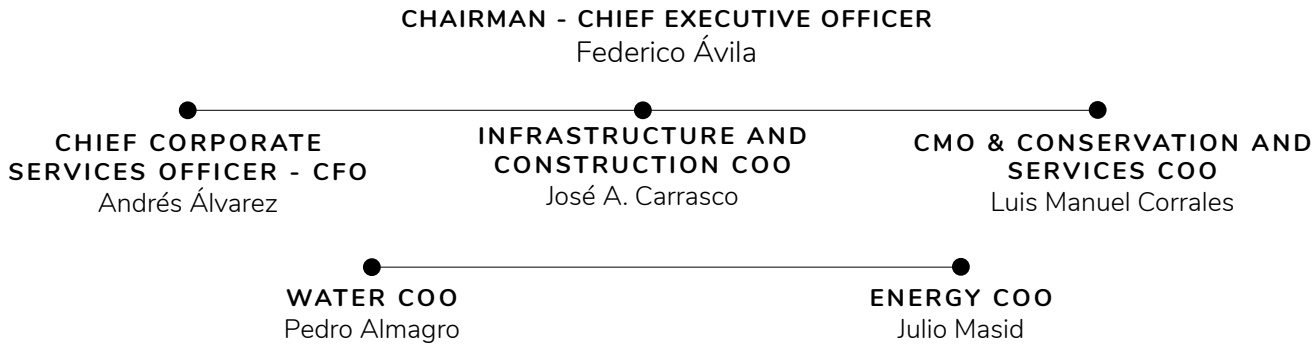 CHAIRMAN - CHIEF EXECUTIVE OFFICER
Federico Ávila
CHIEF CORPORATE
SERVICES OFFICER - CFO
Andrés Álvarez
INFRASTRUCTURE AND
CONSTRUCTION COO
José A. Carrasco
CMO & CONSERVATION AND
SERVICES COO
Luis Manuel Corrales
WATER COO
Pedro Almagro
ENERGY COO
Julio Masid